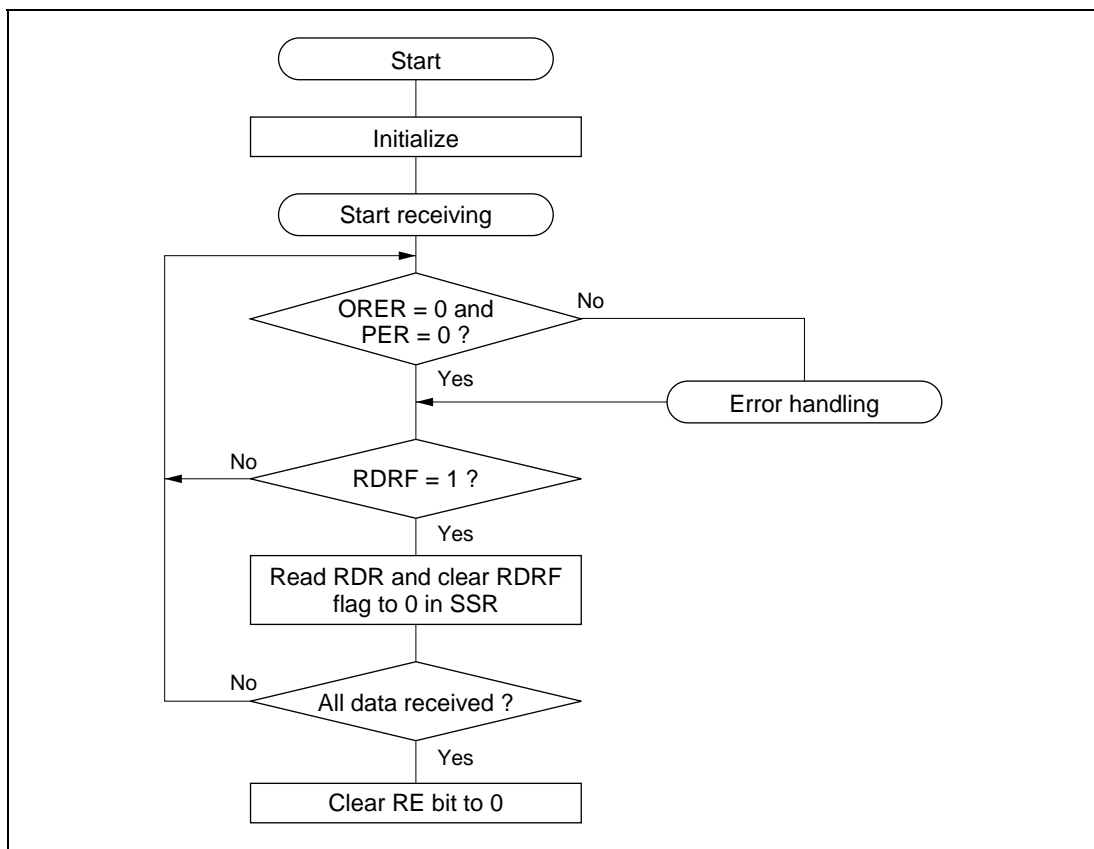 Start
Initialize
Start receiving
ORER = 0 and
PER = 0 ?
No
Yes
Error handling
No
RDRF = 1 ?
Yes
Read RDR and clear RDRF
flag to 0 in SSR
No
All data received ?
Yes
Clear RE bit to 0